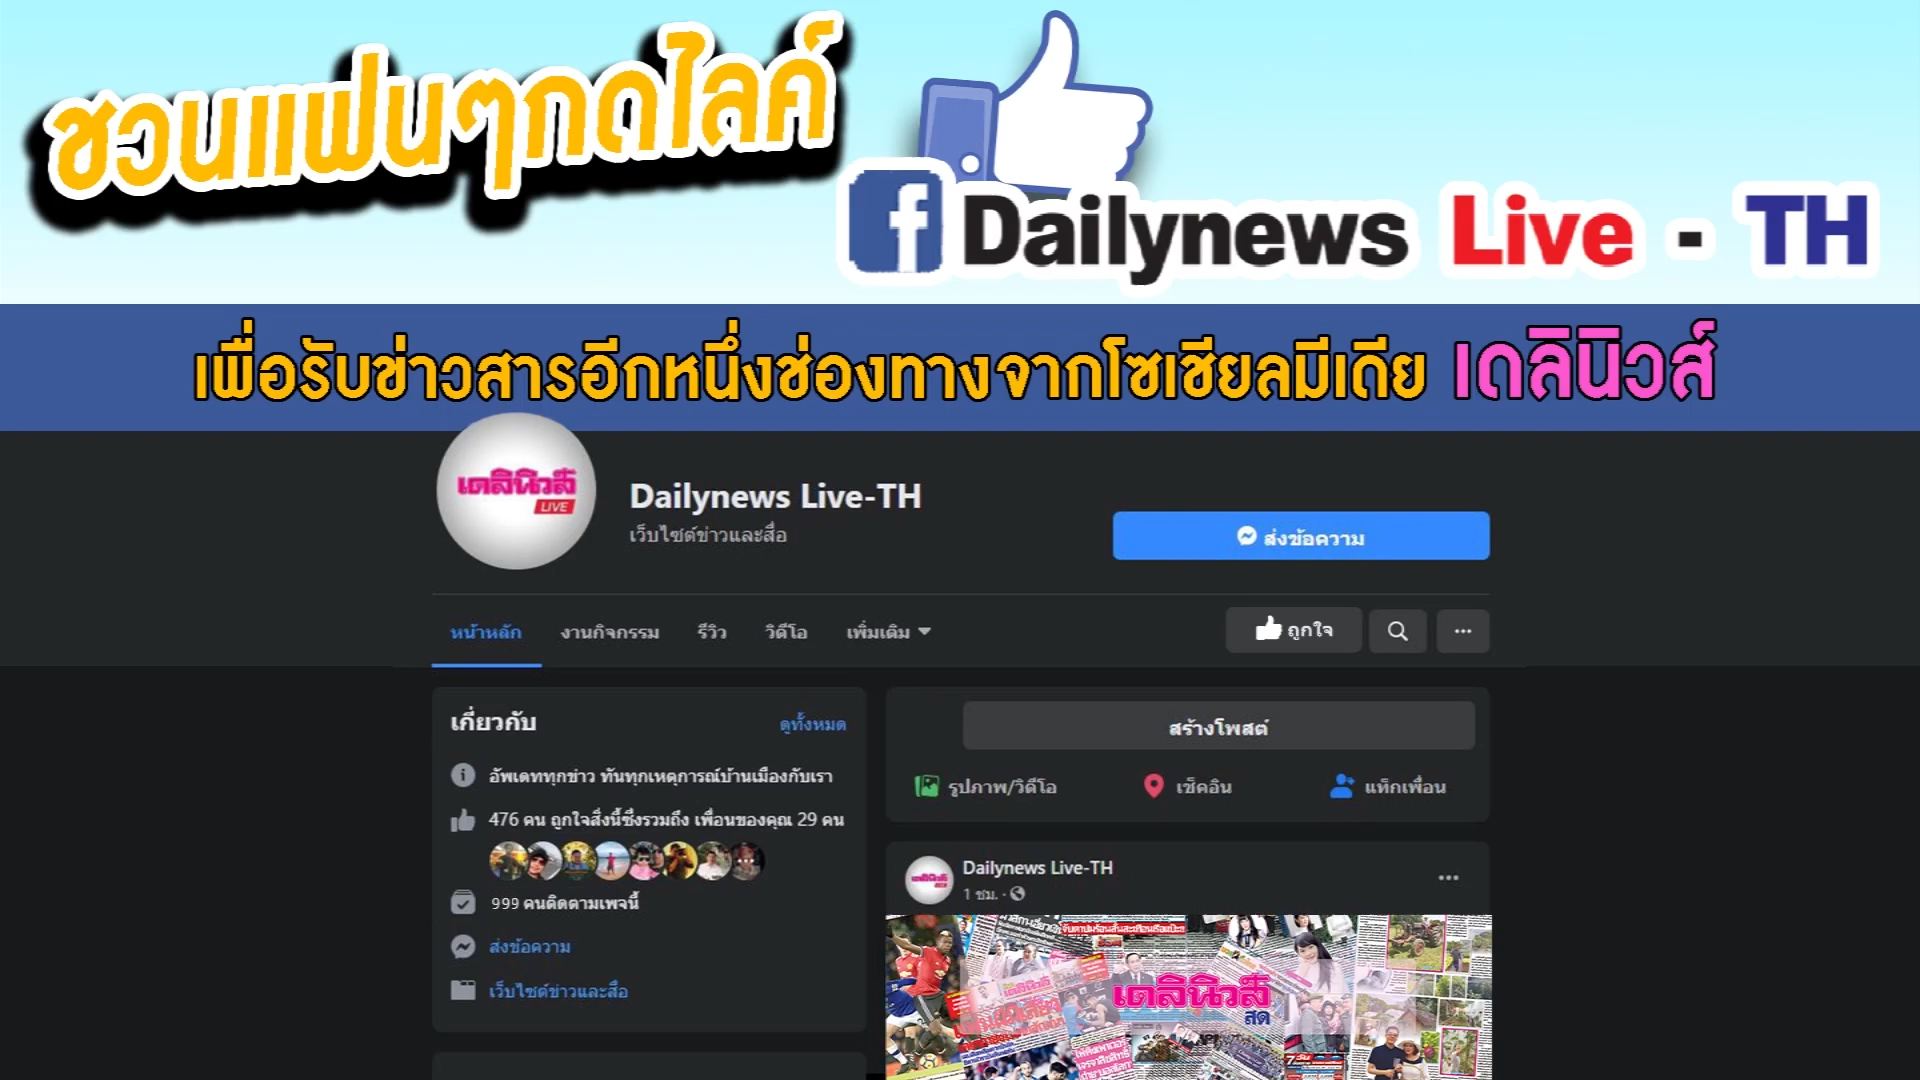 ชวนแฟนๆกดไลค์
Dailynews Live - TH
เพื่อรับข่าวสารอีกหนึ่งช่องทางจากโซเชียลมีเดีย เดลินิวส์
เดลินิวส์
LIVE
Dailynews Live-TH
เว็บไซต์ข่าวและสื่อ
ส่งข้อความ
หน้าหลัก งานกิจกรรม รีวิว วิดีโอ เพิ่มเติม
ถูกใจ
เกี่ยวกับ ดูทั้งหมด
อัพเดททุกข่าว ทันทุกเหตุการณ์บ้านเมืองกับเรา
476 คน ถูกใจสิ่งนี้ซึ่งรวมถึง เพื่อนของคุณ 29 คน
999 คนติดตามเพจนี้
ส่งข้อความ
เว็บไซต์ข่าวและสื่อ
สร้างโพสต์
รูปภาพ/วิดีโอ เช็คอิน แท็กเพื่อน
Dailynews Live-TH
1 ชม.
เดลินิวส์
สด